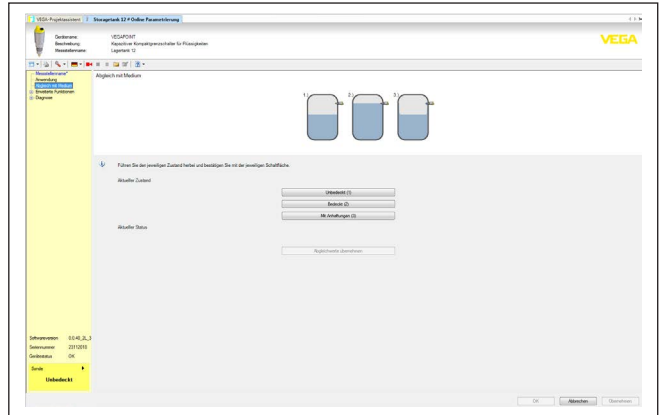 VEGA-Projektassistent
Storagetank 12 # Online Parametrierung
Gerätename: VEGAPOINT
Beschreibung: Kapazitiver Kompaktgrenzschalter für Flüssigkeiten
Messstellenname: Lagertank 12
VEGA
Messstellenname
Anwendung
Abgleich mit Medium
Erweiterte Funktionen
Diagnose
Abgleich mit Medium
1.) 2.) 3.)
Führen Sie den jeweiligen Zustand herbei und bestätigen Sie mit der jeweiligen Schaltfläche.
Aktueller Zustand
Unbedeckt (1)
Bedeckt (2)
Mit Anhaftungen (3)
Aktueller Status
Abgleichwerte übernehmen
Softwareversion
Seriennummer 23112018
Gerätestatus OK
Sonde
Unbedeckt
OK Abbrechen Übernehmen